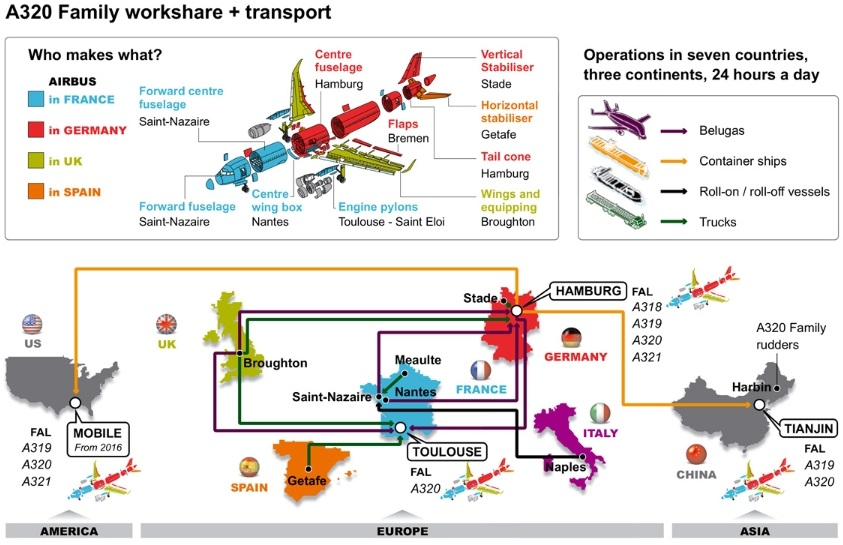 A320 Family workshare + transport
Who makes what?
AIRBUS
in FRANCE
in GERMANY
in UK
in SPAIN
Forward centre
fuselage
Saint-Nazaire
Centre
fuselage
Hamburg
Vertical
Stabiliser
Stade
Horizontal
stabiliser
Getafe
Flaps
Bremen
Tail cone
Hamburg
Forward fuselage
Saint-Nazaire
Centre
wing box
Nantes
Engine pylons
Toulouse - Saint Eloi
Wings and
equipping
Broughton
Operations in seven countries,
three continents, 24 hours a day
Belugas
Container ships
Roll-on / roll-off vessels
Trucks
US
UK
Stade
HAMBURG
FAL
A318
A319
A320
A321
GERMANY
A320 Family
rudders
Harbin
Broughton
Meaulte
FRANCE
Saint-Nazaire
Nantes
MOBILE
From 2016
FAL
A319
A320
A321
ITALY
TIANJIN
FAL
A319
A320
CHINA
TOULOUSE
FAL
A320
SPAIN
Getafe
Naples
AMERICA
EUROPE
ASIA